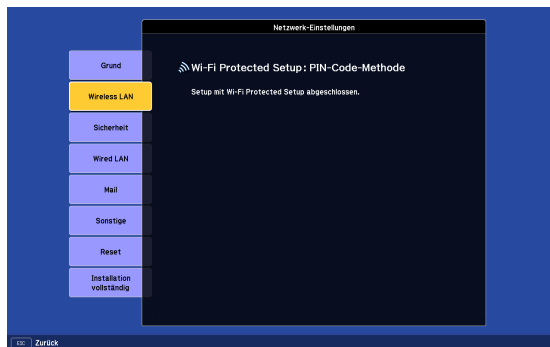 Netzwerk-Einstellungen
Grund
Wireless LAN
Sicherheit
Wired LAN
Mail
Sonstige
Reset
Installation
vollständig
Wi-Fi Protected Setup: PIN-Code-Methode
Setup mit Wi-Fi Protected Setup abgeschlossen.
ESC Zurück